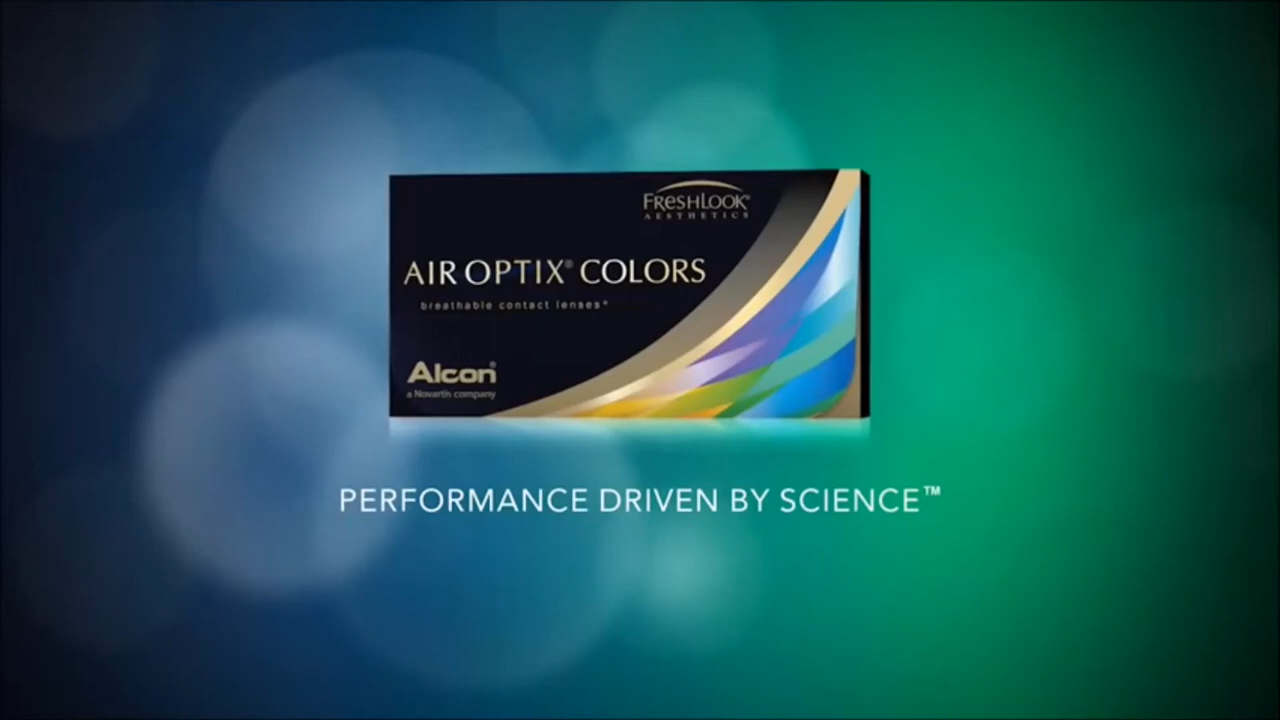 FRESHLOOK®
AESTHETICS
AIR OPTIX® COLORS
breathable contact lenses*
Alcon®
a Novartis company
PERFORMANCE DRIVEN BY SCIENCE™